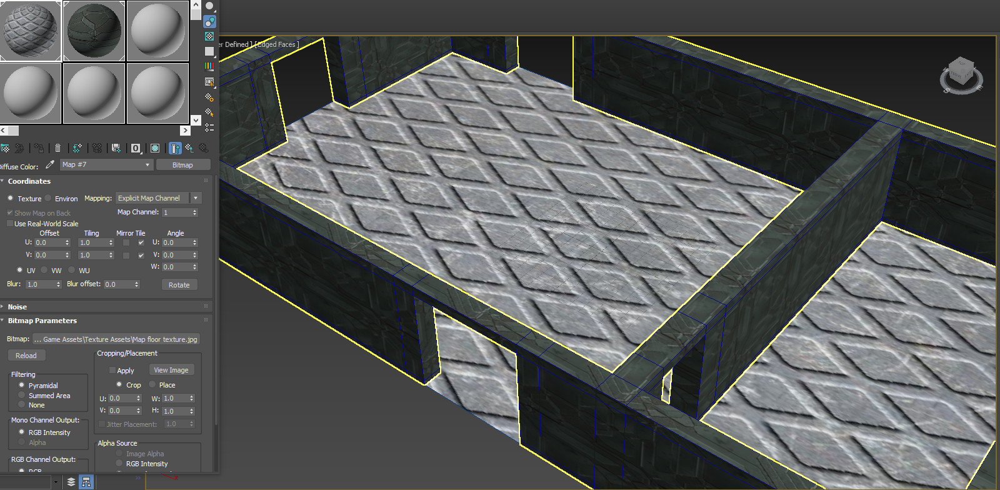 er Defined ] [Edged Faces ]
0
Diffuse Color: Map #7 Bitmap
Coordinates
Texture Environ Mapping: Explicit Map Channel
Show Map on Back Map Channel: 1
Use Real-World Scale
Offset Tiling Mirror Tile Angle
U: 0.0 1.0 U: 0.0
V: 0.0 1.0 V: 0.0
W: 0.0
UV VW WU
Blur: 1.0 Blur offset: 0.0 Rotate
Noise
Bitmap Parameters
Bitmap: ... Game Assets\Texture Assets\Map floor texture.jpg
Reload
Cropping/Placement
Apply View Image
Crop Place
U: 0.0 W: 1.0
V: 0.0 H: 1.0
Jitter Placement: 1.0
Filtering
Pyramidal
Summed Area
None
Mono Channel Output:
RGB Intensity
Alpha
Alpha Source
Image Alpha
RGB Intensity
RGB Channel Output:
RGB